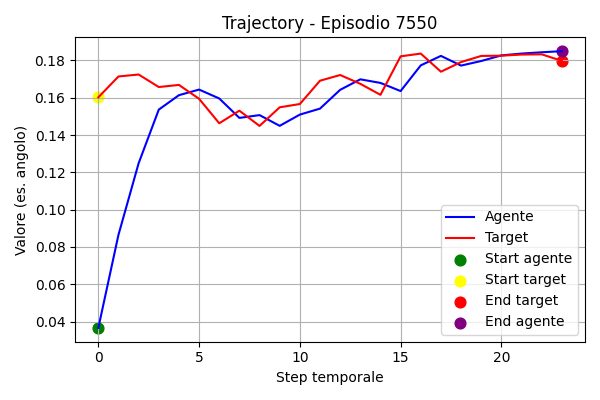 Trajectory - Episodio 7550
Valore (es. angolo)
0.18
0.16
0.14
0.12
0.10
0.08
0.06
0.04
Agente
Target
Start agente
Start target
End target
End agente
0 5 10 15 20
Step temporale